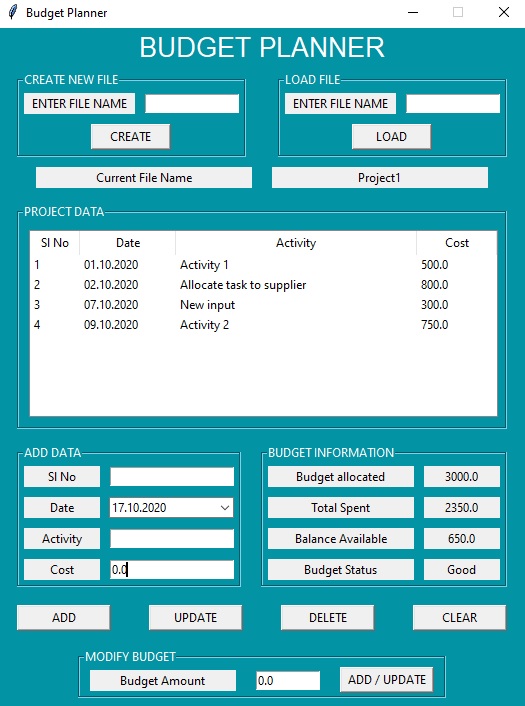 Budget Planner
BUDGET PLANNER
CREATE NEW FILE LOAD FILE
ENTER FILE NAME ENTER FILE NAME
CREATE LOAD
Current File Name Project1
PROJECT DATA
Sl No Date Activity Cost
1 01.10.2020 Activity 1 500.0
2 02.10.2020 Allocate task to supplier 800.0
3 07.10.2020 New input 300.0
4 09.10.2020 Activity 2 750.0
ADD DATA BUDGET INFORMATION
Sl No Budget allocated 3000.0
Date 17.10.2020 Total Spent 2350.0
Activity Balance Available 650.0
Cost 0.0 Budget Status Good
ADD UPDATE DELETE CLEAR
MODIFY BUDGET
Budget Amount 0.0 ADD / UPDATE